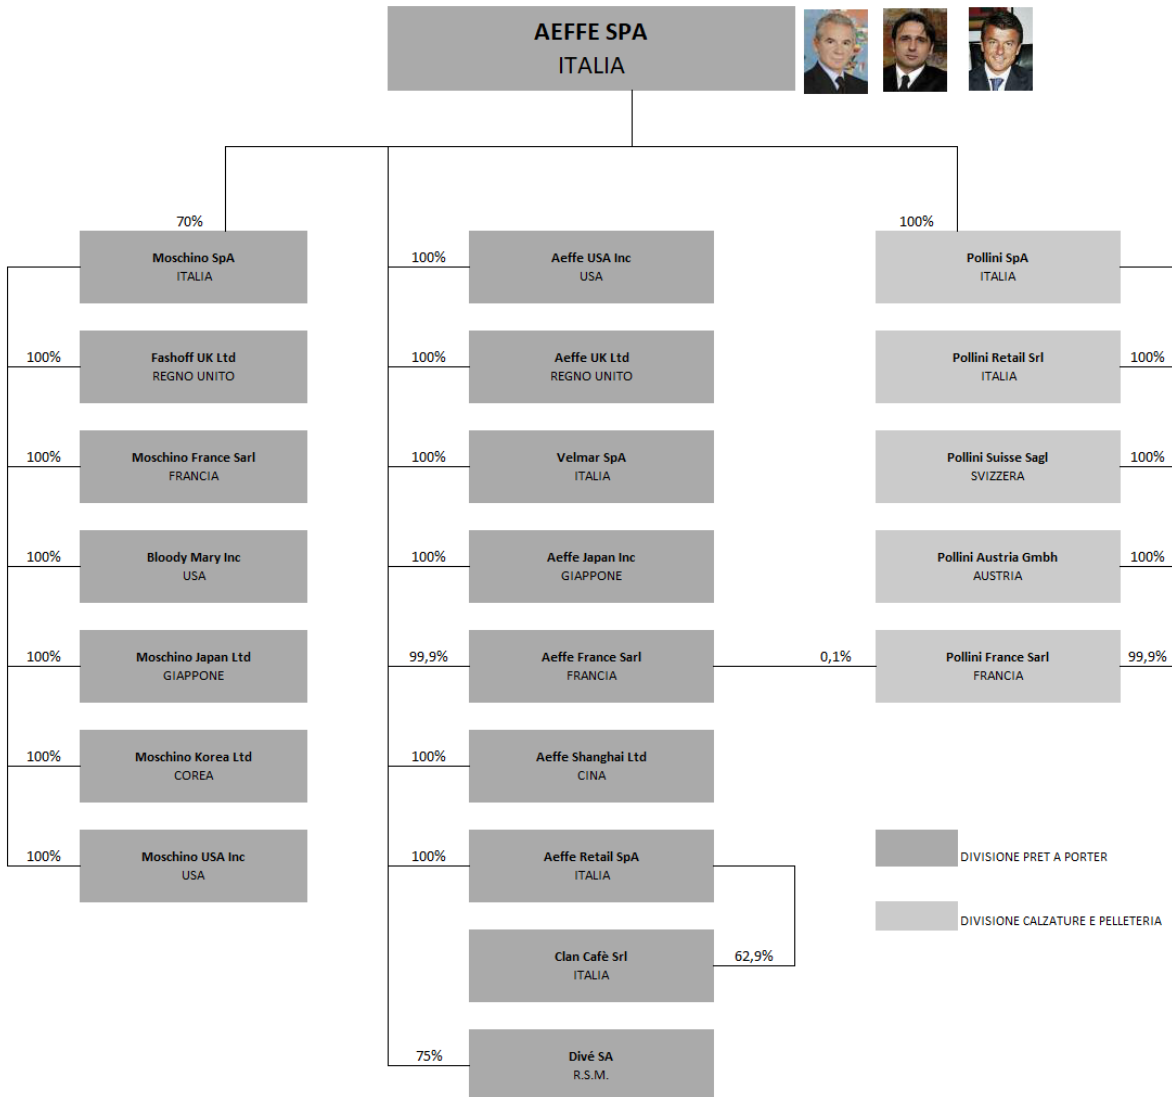 AEFFE SPA
ITALIA
70%
Moschino SpA
ITALIA
100%
Fashoff UK Ltd
REGNO UNITO
100%
Moschino France Sarl
FRANCIA
100%
Bloody Mary Inc
USA
100%
Moschino Japan Ltd
GIAPPONE
100%
Moschino Korea Ltd
COREA
100%
Moschino USA Inc
USA
100%
Aeffe USA Inc
USA
100%
Aeffe UK Ltd
REGNO UNITO
100%
Velmar SpA
ITALIA
100%
Aeffe Japan Inc
GIAPPONE
99,9%
Aeffe France Sarl
FRANCIA
0,1%
100%
Aeffe Shanghai Ltd
CINA
100%
Aeffe Retail SpA
ITALIA
Clan Cafè Srl
ITALIA
62,9%
75%
Divé SA
R.S.M.
100%
Pollini SpA
ITALIA
Pollini Retail Srl
ITALIA
100%
Pollini Suisse Sagl
SVIZZERA
100%
Pollini Austria Gmbh
AUSTRIA
100%
Pollini France Sarl
FRANCIA
99,9%
DIVISIONE PRET A PORTER
DIVISIONE CALZATURE E PELLETERIA